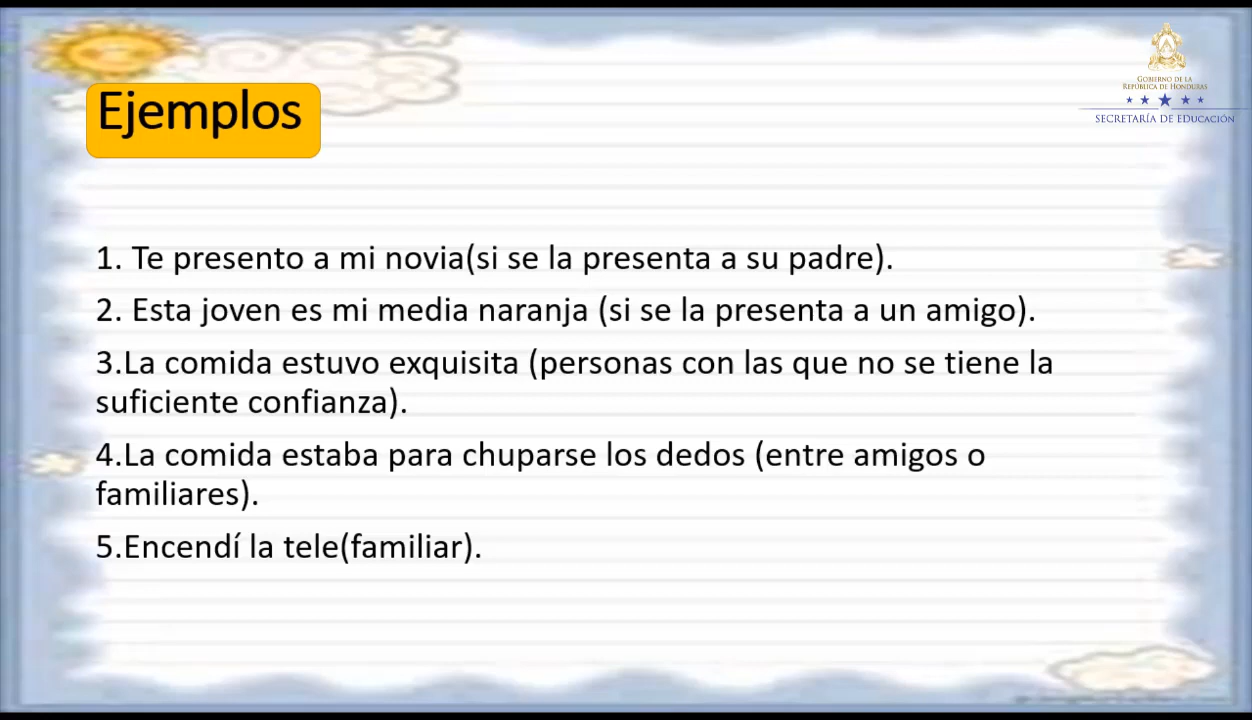 Ejemplos
GOBIERNO DE LA
REPÚBLICA DE HONDURAS
SECRETARÍA DE EDUCACIÓN
1. Te presento a mi novia(si se la presenta a su padre).
2. Esta joven es mi media naranja (si se la presenta a un amigo).
3.La comida estuvo exquisita (personas con las que no se tiene la
suficiente confianza).
4.La comida estaba para chuparse los dedos (entre amigos o
familiares).
5.Encendí la tele(familiar).